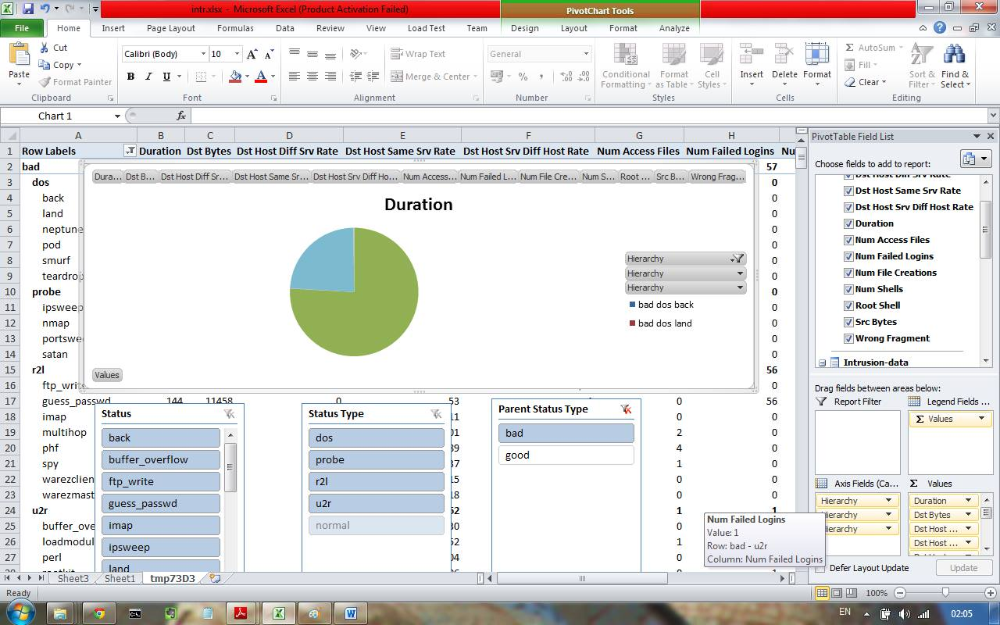 intr.xlsx - Microsoft Excel (Product Activation Failed)
PivotChart Tools
File Home Insert Page Layout Formulas Data Review View Load Test Team Design Layout Format Analyze
Paste
Cut
Copy
Format Painter
Calibri (Body) 10
B I U
Wrap Text
Merge & Center
General
Conditional Formatting
Format as Table
Cell Styles
Insert Delete Format
AutoSum
Fill
Clear
Sort & Filter
Find & Select
Clipboard Font Alignment Number Styles Cells Editing
Chart 1 fx
A B C D E F G H
1 Row Labels Duration Dst Bytes Dst Host Diff Srv Rate Dst Host Same Srv Rate Dst Host Srv Diff Host Rate Num Access Files Num Failed Logins Nu
2 bad 57
3 dos 0
4 back 0
5 land 0
6 neptune 0
7 pod 0
8 smurf 0
9 teardrop 0
10 probe 0
11 ipsweep 0
12 nmap 0
13 portswee 0
14 satan 0
15 r2l 56
16 ftp_write 0
17 guess_passwd 144 11458 0 53 0 56
18 imap 11 0 0
19 multihop 01 2 0
20 phf 39 4 0
21 spy 37 1 0
22 warezclien 15 0 0
23 warezmast 18 0 0
24 u2r 52 1 1
25 buffer_ove 30
26 loadmodul 52 1
27 perl 04
Dura... Dst B... Dst Host Diff Sr... Dst Host Same Sr... Dst Host Srv Diff Ho... Num Access... Num Failed L... Num File Cre... Num S... Root ... Src B... Wrong Frag...
Duration
Hierarchy
Hierarchy
Hierarchy
bad dos back
bad dos land
Values
Status
back
buffer_overflow
ftp_write
guess_passwd
imap
ipsweep
land
Status Type
dos
probe
r2l
u2r
normal
Parent Status Type
bad
good
Num Failed Logins
Value: 1
Row: bad - u2r
Column: Num Failed Logins
PivotTable Field List
Choose fields to add to report:
Dst Host Diff Srv Rate
Dst Host Same Srv Rate
Dst Host Srv Diff Host Rate
Duration
Num Access Files
Num Failed Logins
Num File Creations
Num Shells
Root Shell
Src Bytes
Wrong Fragment
Intrusion-data
Drag fields between areas below:
Report Filter
Legend Fields ...
Σ Values
Axis Fields (Ca...
Σ Values
Hierarchy
Hierarchy
Hierarchy
Duration
Dst Bytes
Dst Host ...
Dst Host ...
Defer Layout Update
Update
Sheet3 Sheet1 tmp73D3
Ready
100%
EN
02:05